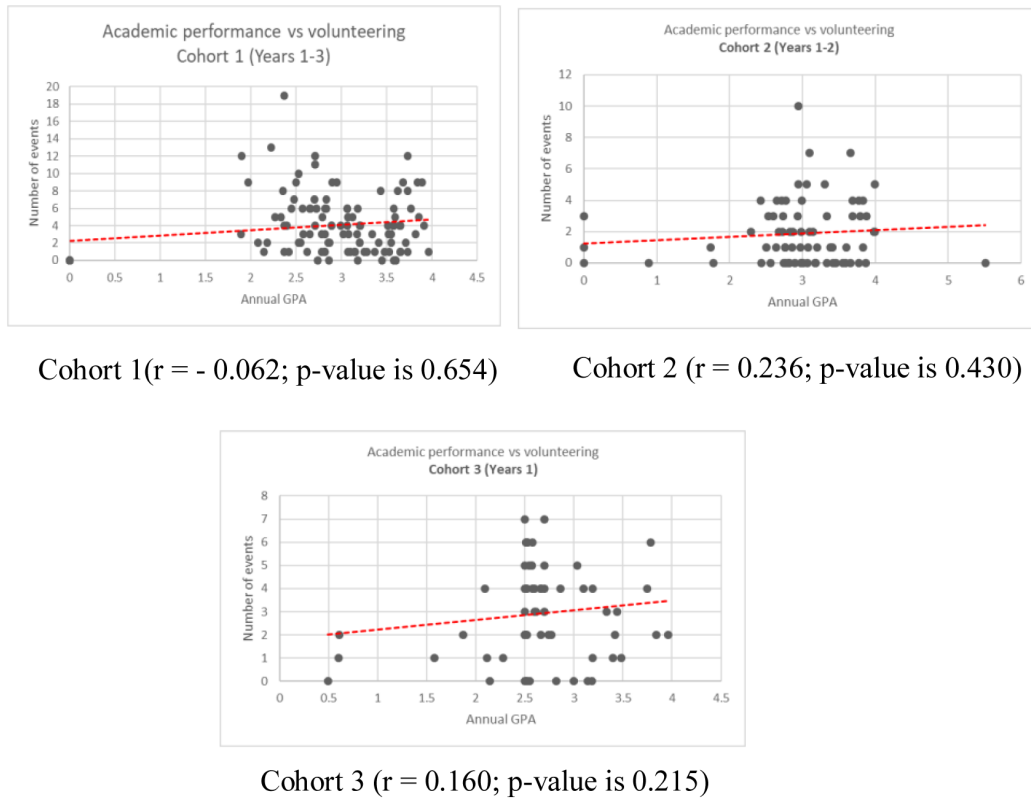 Academic performance vs volunteering
Cohort 1 (Years 1-3)
Number of events
20
18
16
14
12
10
8
6
4
2
0
0 0.5 1 1.5 2 2.5 3 3.5 4 4.5
Annual GPA
Academic performance vs volunteering
Cohort 2 (Years 1-2)
Number of events
12
10
8
6
4
2
0
0 1 2 3 4 5 6
Annual GPA
Cohort 1(r = - 0.062; p-value is 0.654)
Cohort 2 (r = 0.236; p-value is 0.430)
Academic performance vs volunteering
Cohort 3 (Years 1)
Number of events
8
7
6
5
4
3
2
1
0
0 0.5 1 1.5 2 2.5 3 3.5 4 4.5
Annual GPA
Cohort 3 (r = 0.160; p-value is 0.215)